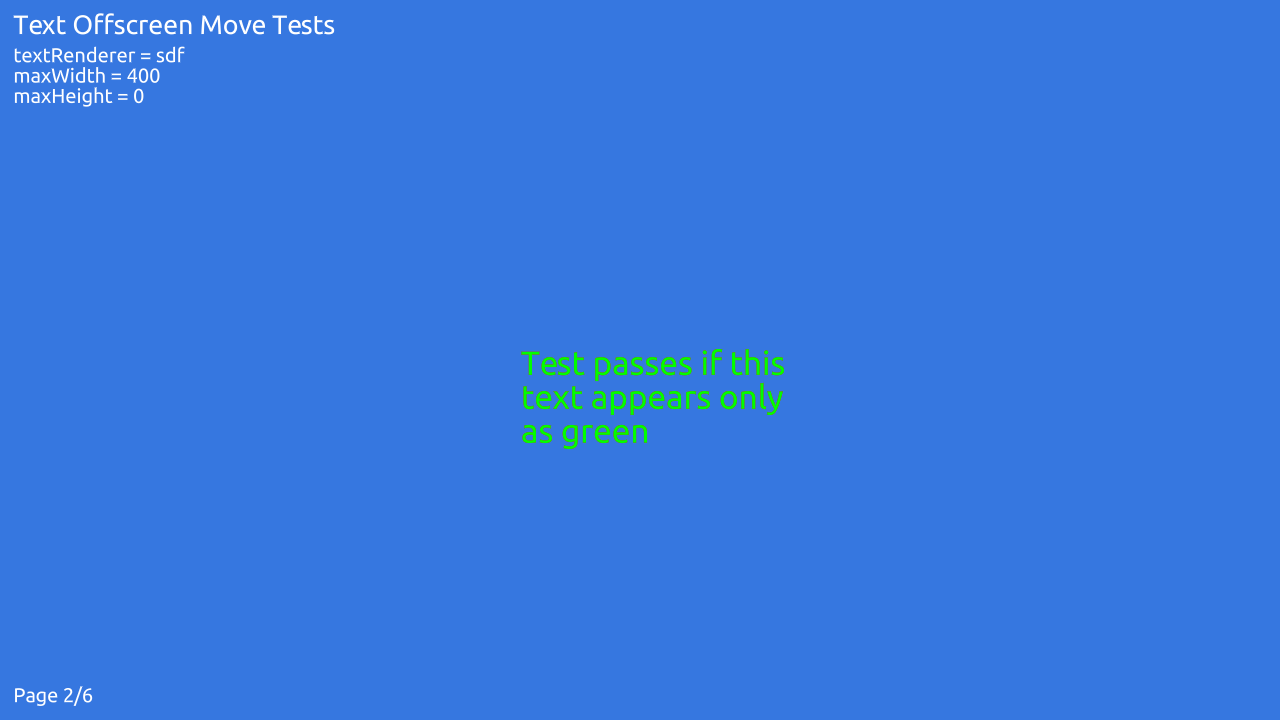 Text Offscreen Move Tests
textRenderer = sdf
maxWidth = 400
maxHeight = 0
Test passes if this
text appears only
as green
Page 2/6